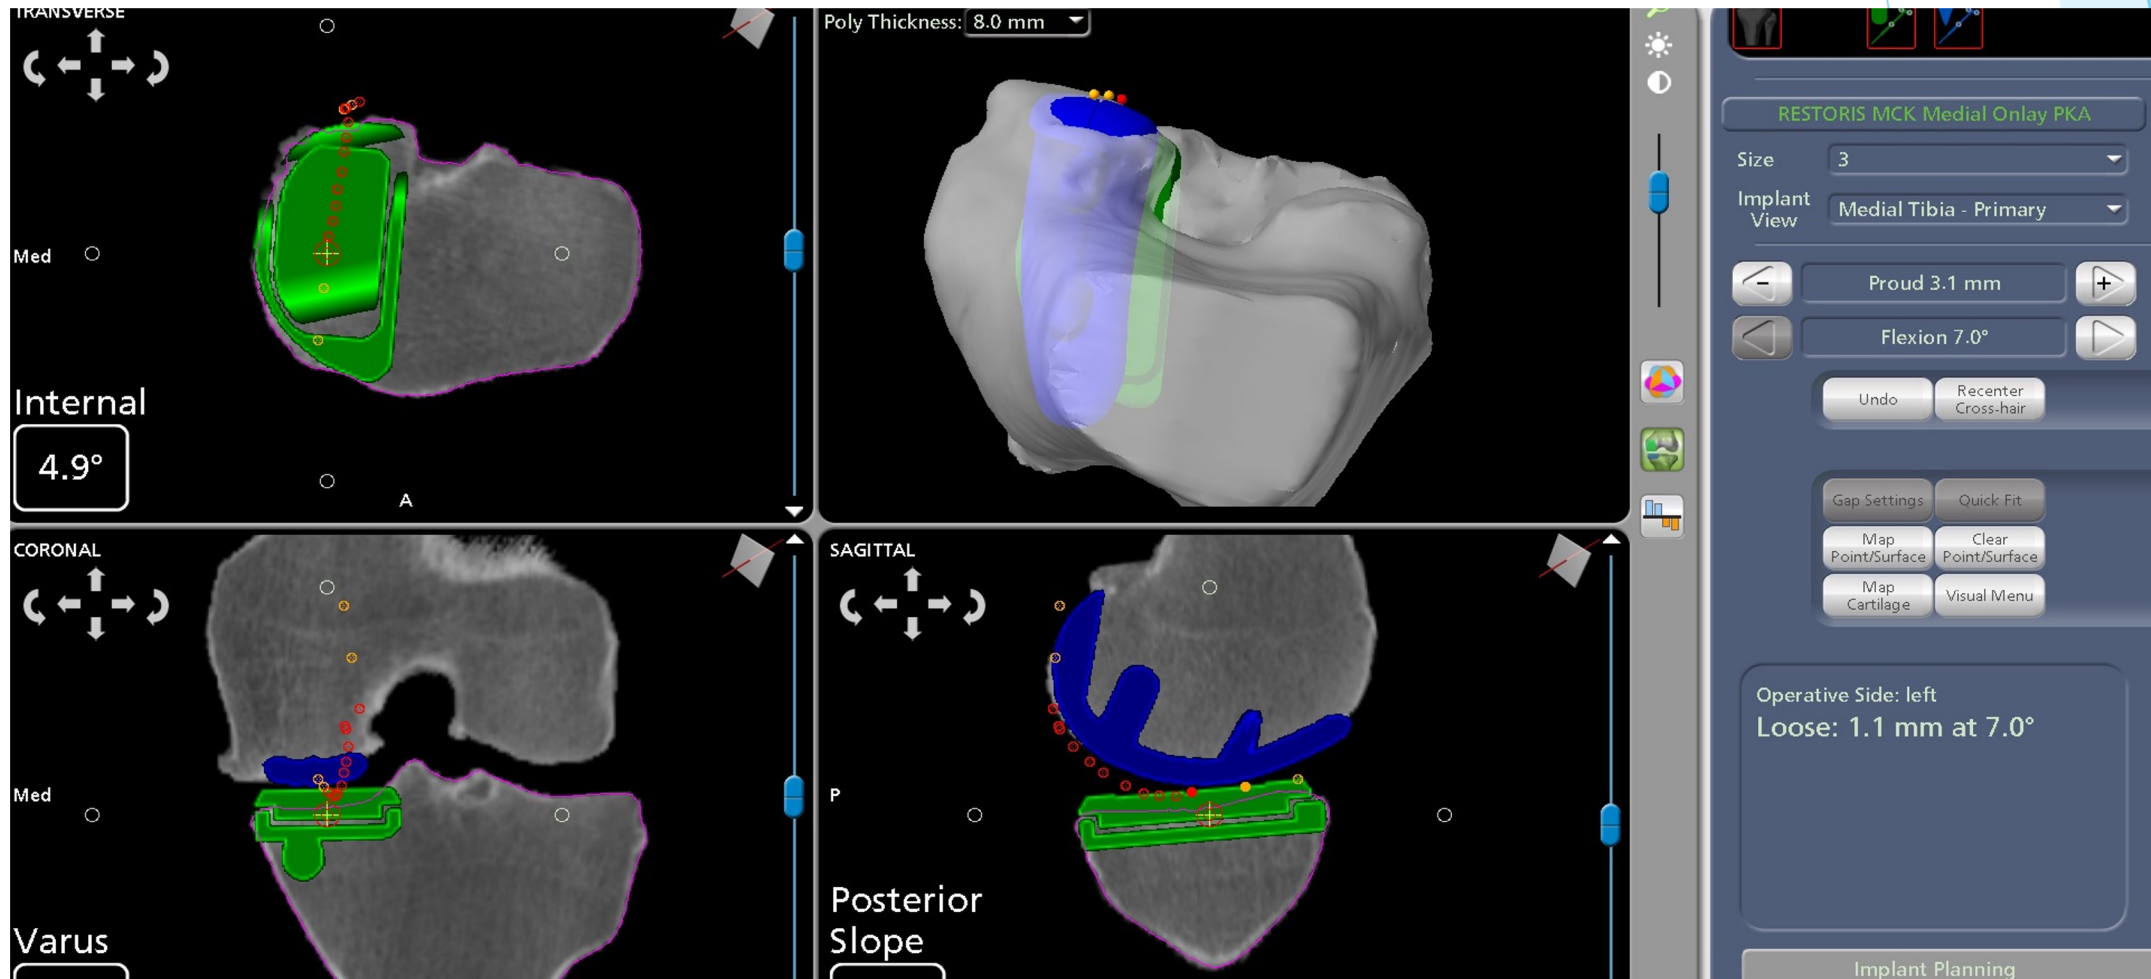 TRANSVERSE
Med
Internal
4.9°
A
Poly Thickness: 8.0 mm
CORONAL
Med
Varus
SAGITTAL
P
Posterior
Slope
RESTORIS MCK Medial Onlay PKA
Size 3
Implant
View
Medial Tibia - Primary
- Proud 3.1 mm +
Flexion 7.0°
Undo
Recenter
Cross-hair
Gap Settings
Quick Fit
Map
Point/Surface
Clear
Point/Surface
Map
Cartilage
Visual Menu
Operative Side: left
Loose: 1.1 mm at 7.0°
Implant Planning